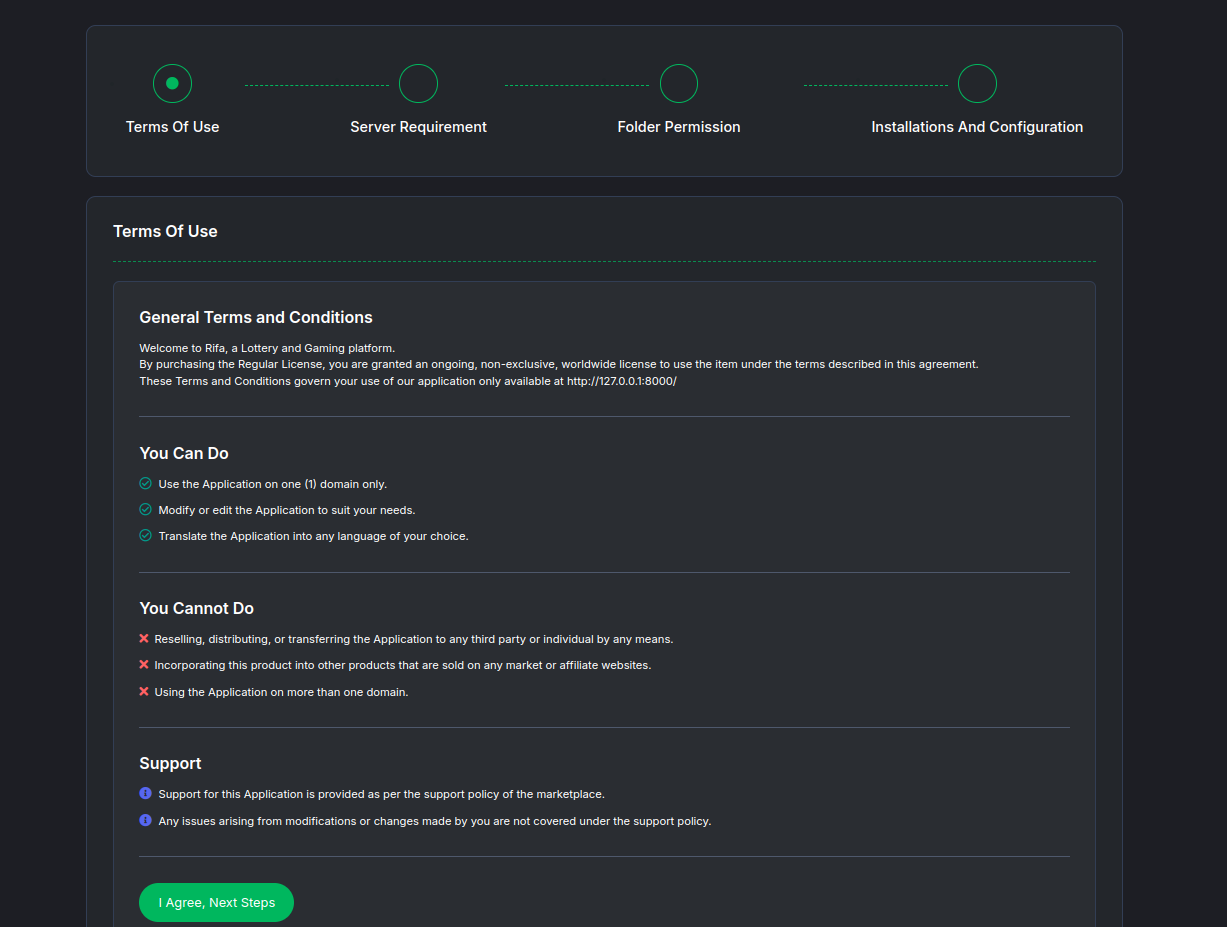 Terms Of Use
Server Requirement
Folder Permission
Installations And Configuration
Terms Of Use
General Terms and Conditions
Welcome to Rifa, a Lottery and Gaming platform.
By purchasing the Regular License, you are granted an ongoing, non-exclusive, worldwide license to use the item under the terms described in this agreement.
These Terms and Conditions govern your use of our application only available at http://127.0.0.1:8000/
You Can Do
Use the Application on one (1) domain only.
Modify or edit the Application to suit your needs.
Translate the Application into any language of your choice.
You Cannot Do
Reselling, distributing, or transferring the Application to any third party or individual by any means.
Incorporating this product into other products that are sold on any market or affiliate websites.
Using the Application on more than one domain.
Support
Support for this Application is provided as per the support policy of the marketplace.
Any issues arising from modifications or changes made by you are not covered under the support policy.
I Agree, Next Steps